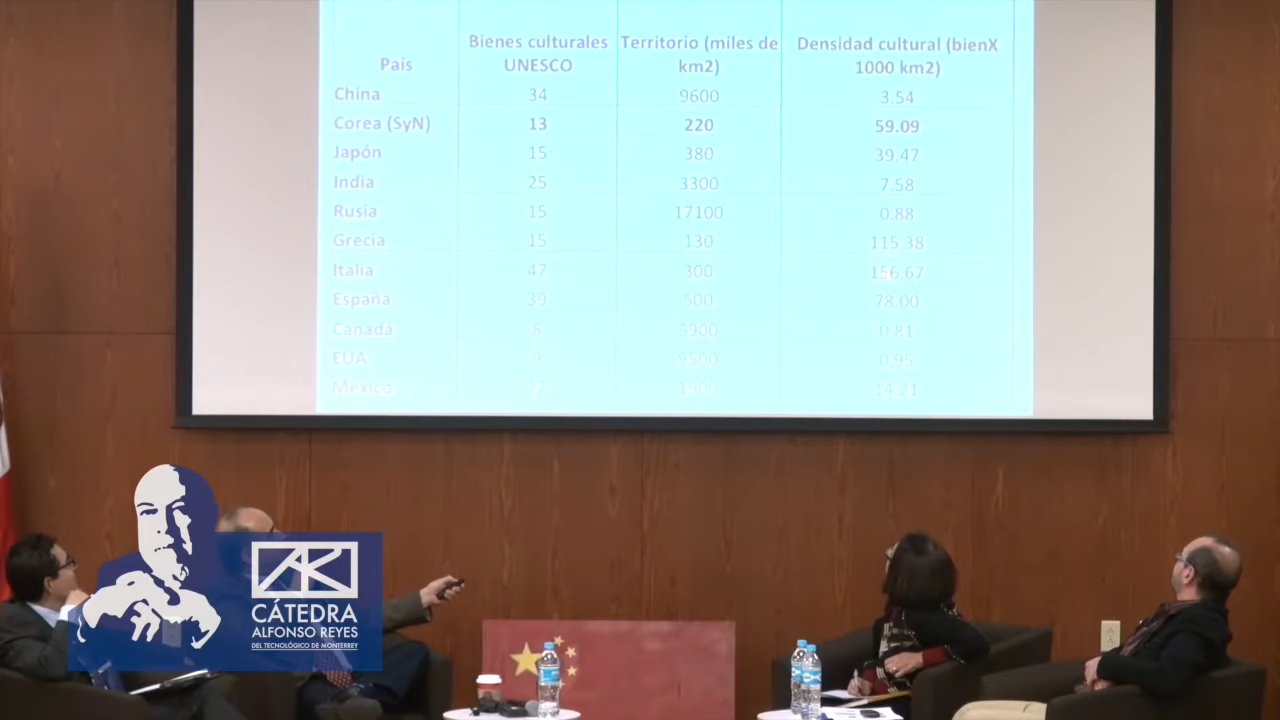 País Bienes culturales UNESCO Territorio (miles de km2) Densidad cultural (bienX 1000 km2)
China 34 9600 3.54
Corea (SyN) 13 220 59.09
Japón 15 380 39.47
India 25 3300 7.58
Rusia 15 17100 0.88
Grecia 15 130 115.38
Italia 47 300 156.67
España 39 500 78.00
Canadá 8 9900 0.81
EUA 9 9500 0.95
México 27 1900 14.21
CÁTEDRA
ALFONSO REYES
DEL TECNOLÓGICO DE MONTERREY